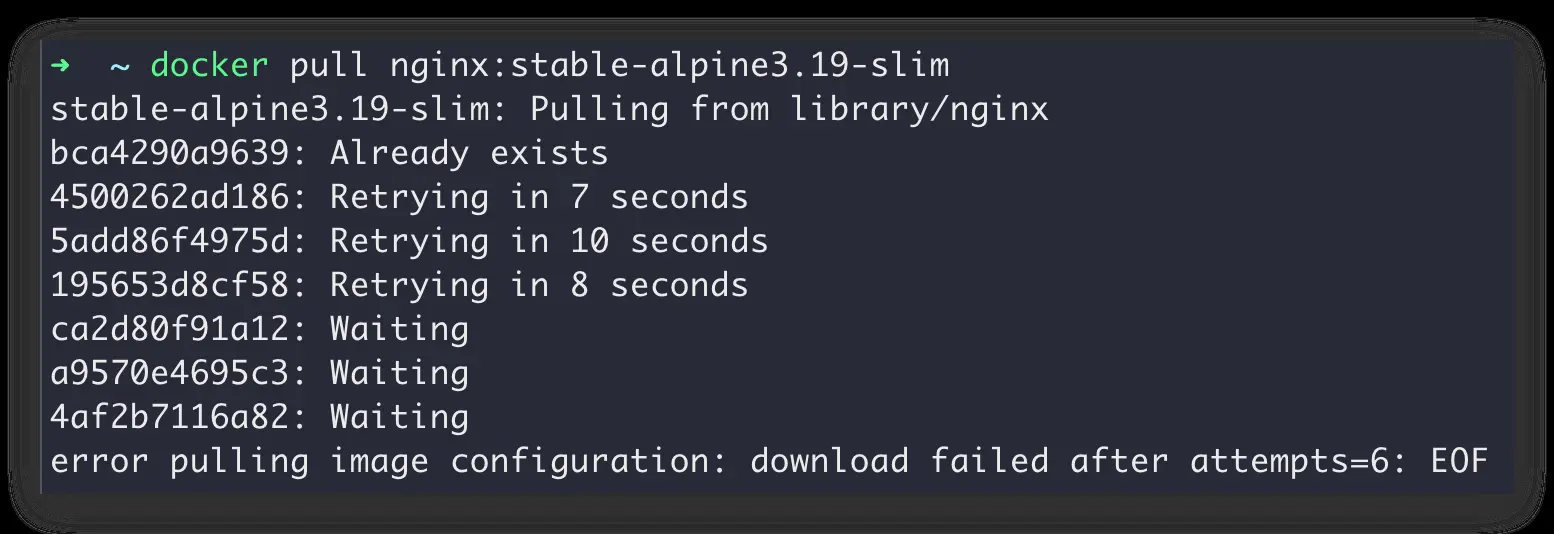 ➜  ~ docker pull nginx:stable-alpine3.19-slim
stable-alpine3.19-slim: Pulling from library/nginx
bca4290a9639: Already exists
4500262ad186: Retrying in 7 seconds
5add86f4975d: Retrying in 10 seconds
195653d8cf58: Retrying in 8 seconds
ca2d80f91a12: Waiting
a9570e4695c3: Waiting
4af2b7116a82: Waiting
error pulling image configuration: download failed after attempts=6: EOF